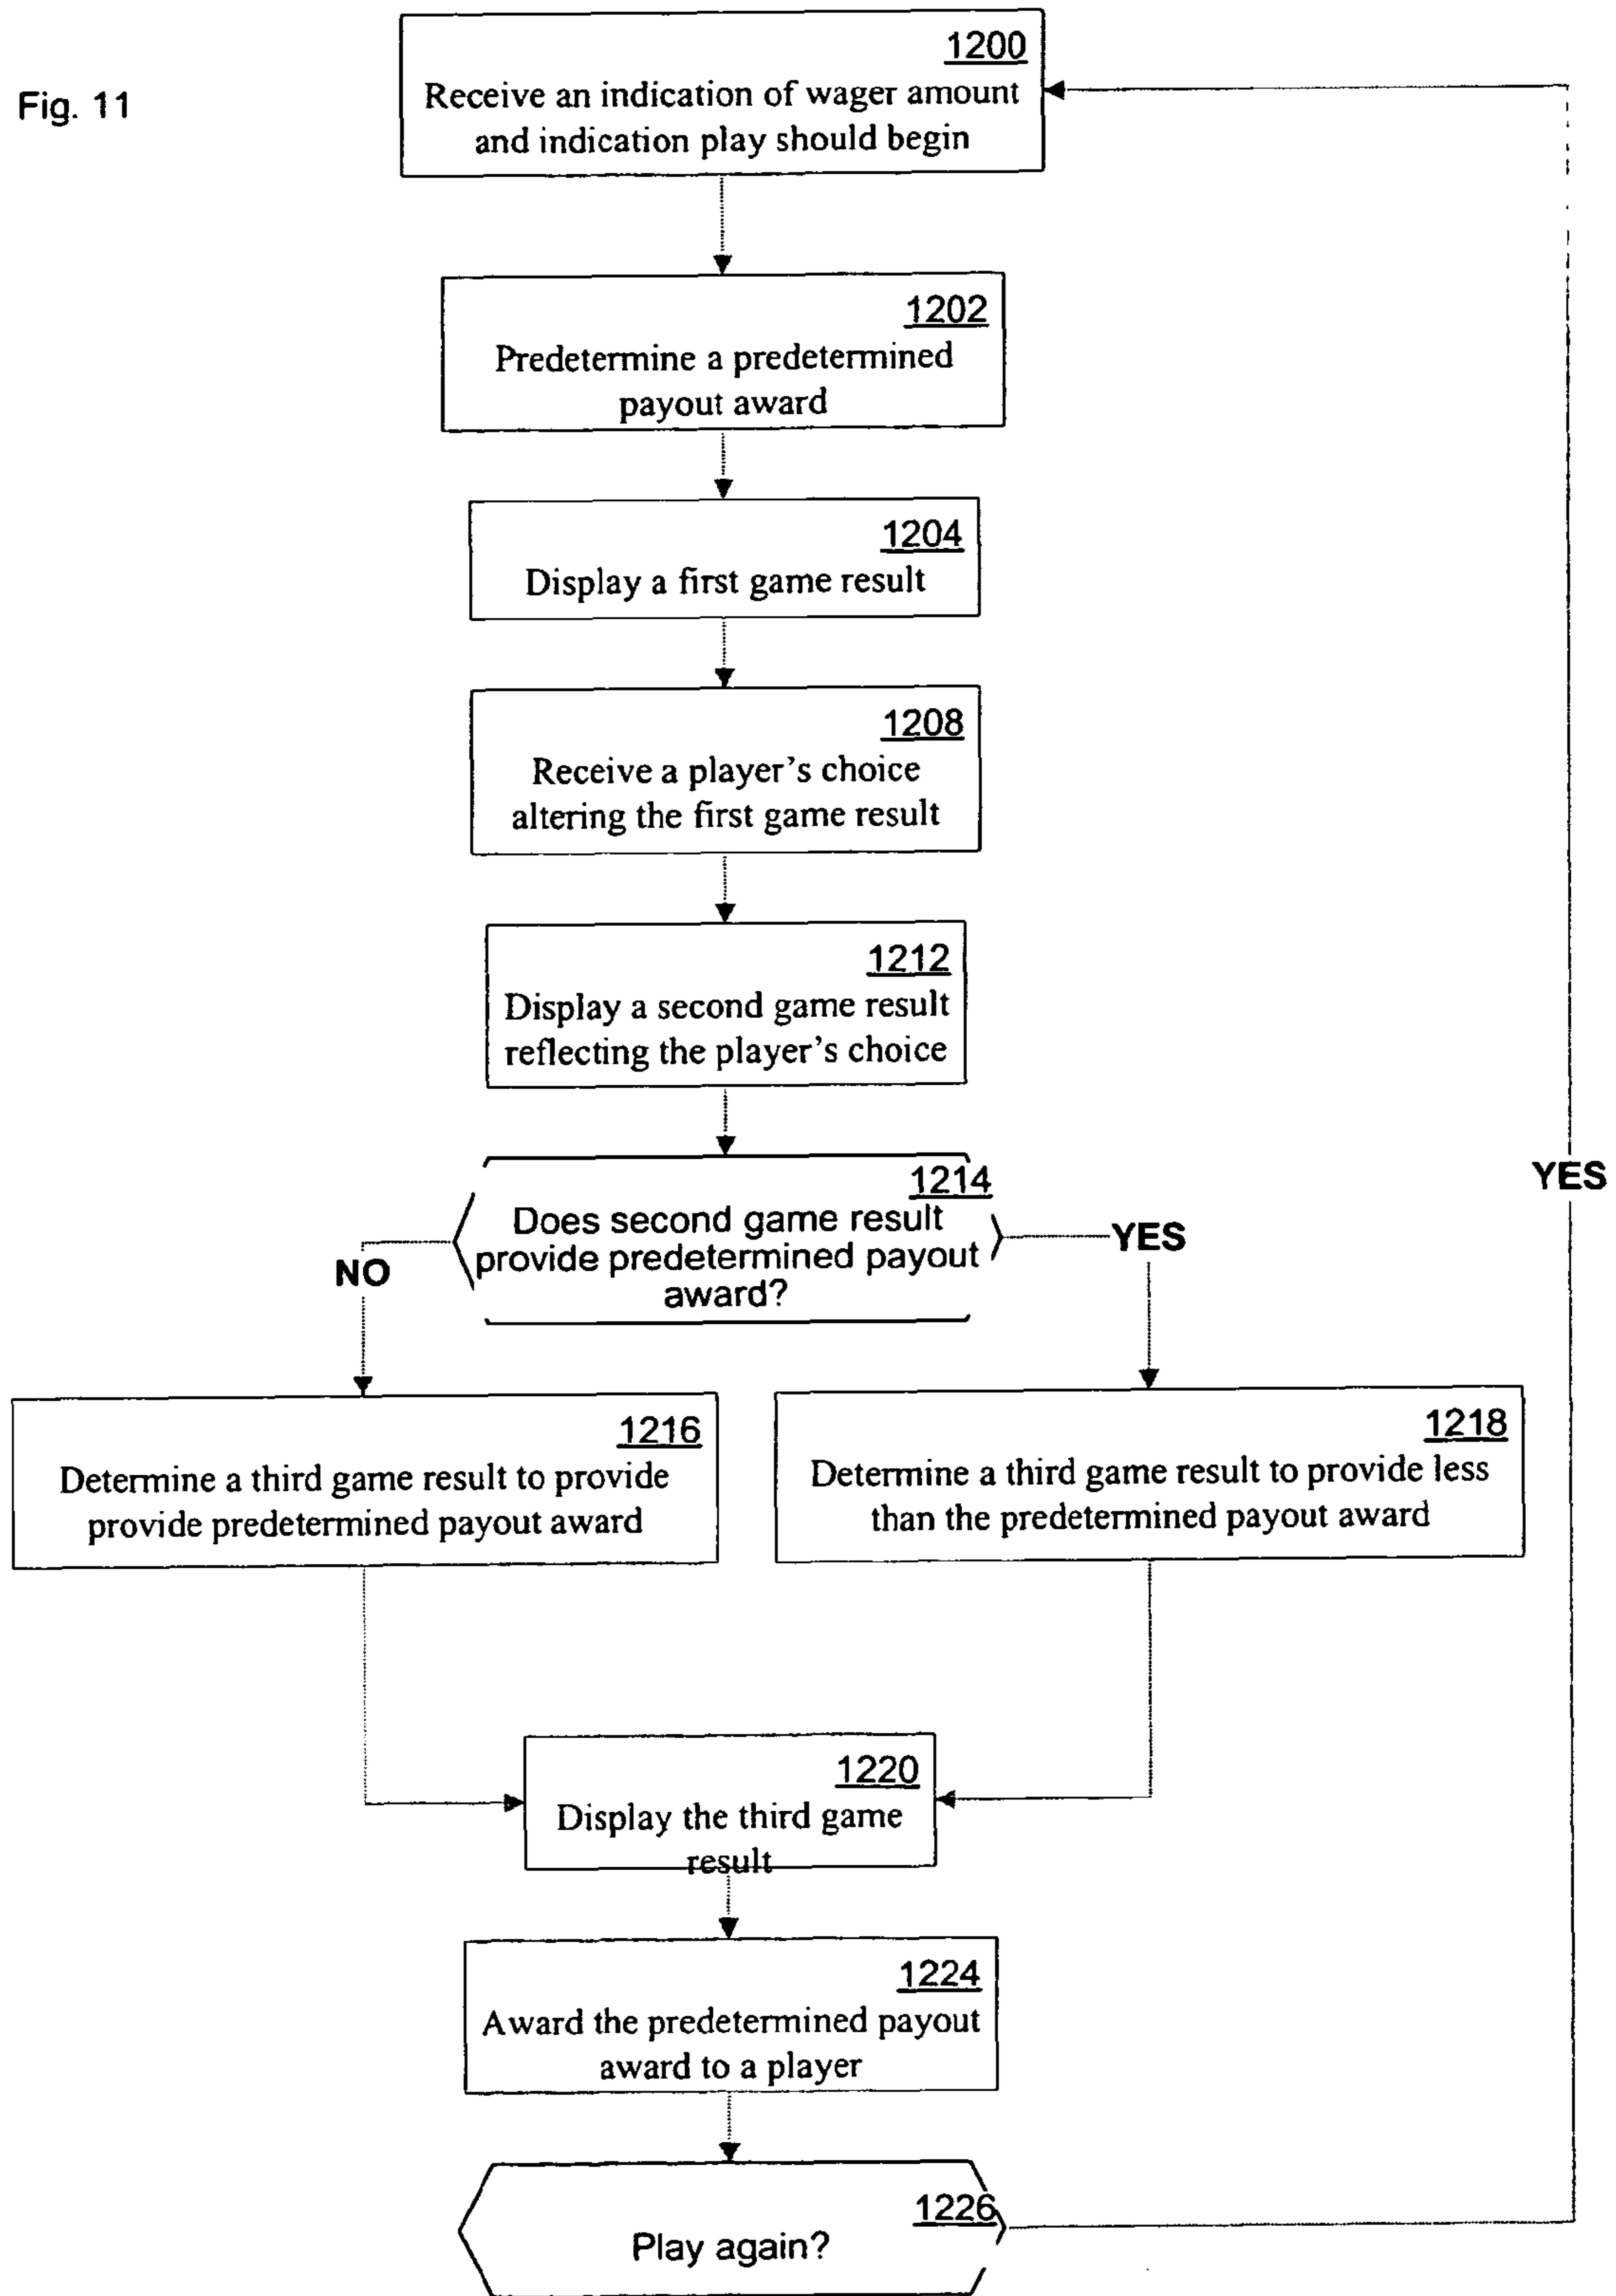 Fig. 11
1200
Receive an indication of wager amount
and indication play should begin
1202
Predetermine a predetermined
payout award
1204
Display a first game result
1208
Receive a player's choice
altering the first game result
1212
Display a second game result
reflecting the player's choice
1214
Does second game result
provide predetermined payout
award?
NO
YES
YES
1216
Determine a third game result to provide
provide predetermined payout award
1218
Determine a third game result to provide less
than the predetermined payout award
1220
Display the third game
result
1224
Award the predetermined payout
award to a player
1226
Play again?